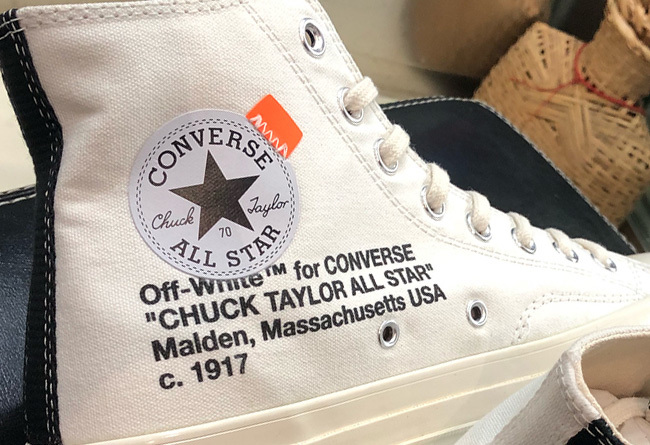 CONVERSE
Chuck Taylor
70
ALL STAR
Off-White™ for CONVERSE
"CHUCK TAYLOR ALL STAR"
Malden, Massachusetts USA
c. 1917